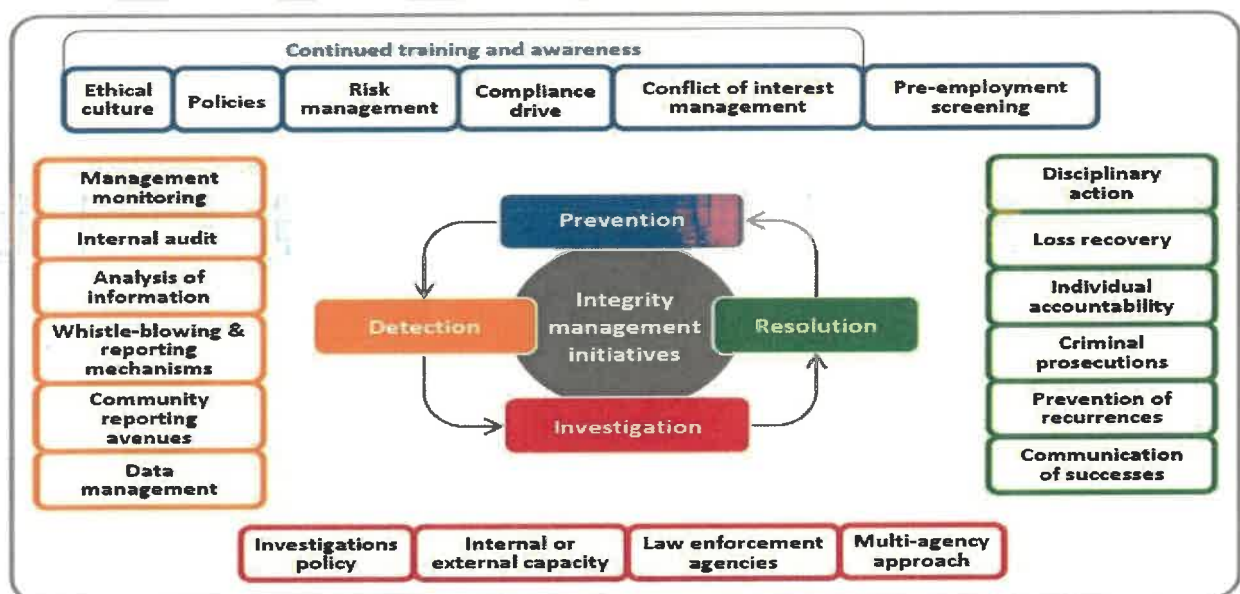 Continued training and awareness
Ethical
culture
Policies
Risk
management
Compliance
drive
Conflict of interest
management
Pre-employment
screening
Management
monitoring
Internal audit
Analysis of
information
Whistle-blowing &
reporting
mechanisms
Community
reporting
avenues
Data
management
Prevention
Detection
Integrity
management
initiatives
Resolution
Investigation
Disciplinary
action
Loss recovery
Individual
accountability
Criminal
prosecutions
Prevention of
recurrences
Communication
of successes
Investigations
policy
Internal or
external capacity
Law enforcement
agencies
Multi-agency
approach